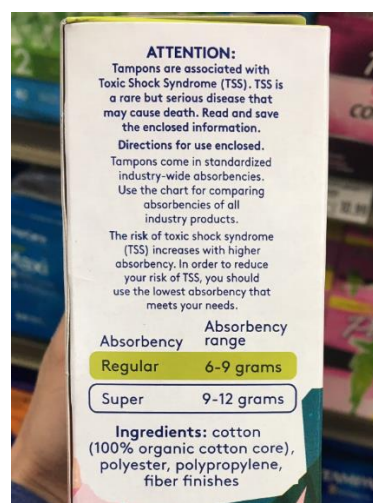 ATTENTION:
Tampons are associated with
Toxic Shock Syndrome (TSS). TSS is
a rare but serious disease that
may cause death. Read and save
the enclosed information.
Directions for use enclosed.
Tampons come in standardized
industry-wide absorbencies.
Use the chart for comparing
absorbencies of all
industry products.
The risk of toxic shock syndrome
(TSS) increases with higher
absorbency. In order to reduce
your risk of TSS, you should
use the lowest absorbency that
meets your needs.
Absorbency Absorbency range
Regular 6-9 grams
Super 9-12 grams
Ingredients: cotton
(100% organic cotton core),
polyester, polypropylene,
fiber finishes